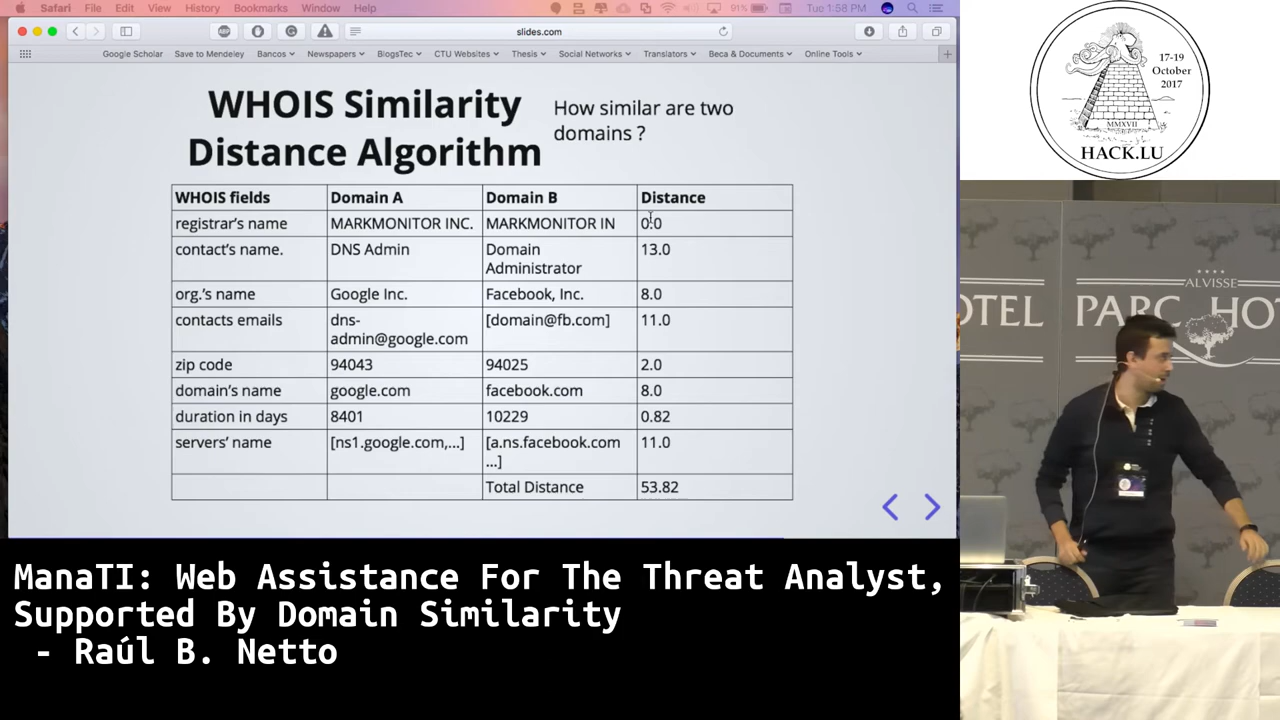 Safari File Edit View History Bookmarks Window Help 91% Tue 1:58 PM
slides.com
Google Scholar Save to Mendeley Bancos Newspapers BlogsTec CTU Websites Thesis Social Networks Translators Beca & Documents Online Tools
WHOIS Similarity
Distance Algorithm
How similar are two
domains ?
WHOIS fields Domain A Domain B Distance
registrar's name MARKMONITOR INC. MARKMONITOR IN 0.0
contact's name. DNS Admin Domain 13.0
Administrator
org.'s name Google Inc. Facebook, Inc. 8.0
contacts emails dns- [domain@fb.com] 11.0
admin@google.com
zip code 94043 94025 2.0
domain's name google.com facebook.com 8.0
duration in days 8401 10229 0.82
servers' name [ns1.google.com,...] [a.ns.facebook.com 11.0
...]
Total Distance 53.82
17-19
October
2017
MMXVII
HACK.LU
ALVISSE
OTEL PARC HO
ManaTI: Web Assistance For The Threat Analyst,
Supported By Domain Similarity
- Raúl B. Netto